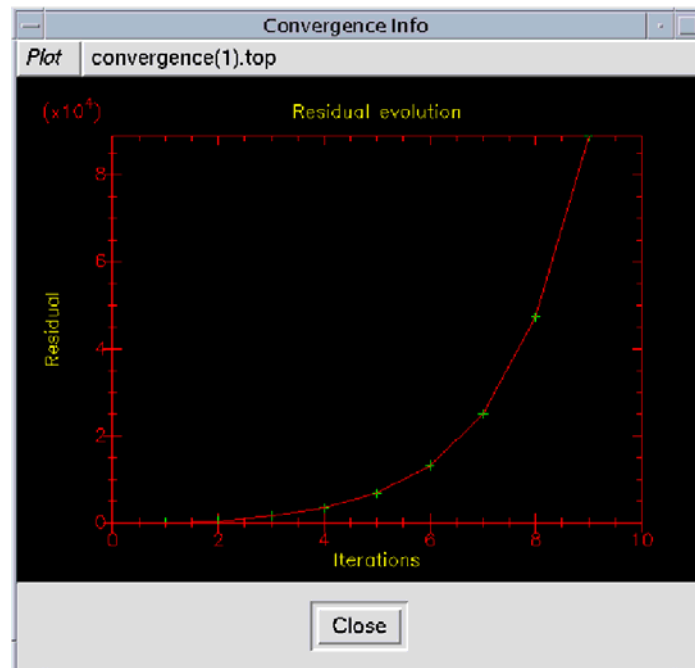 Convergence Info
Plot convergence(1).top
(x10⁴)
Residual evolution
8
6
4
2
0
Residual
0 2 4 6 8 10
Iterations
Close